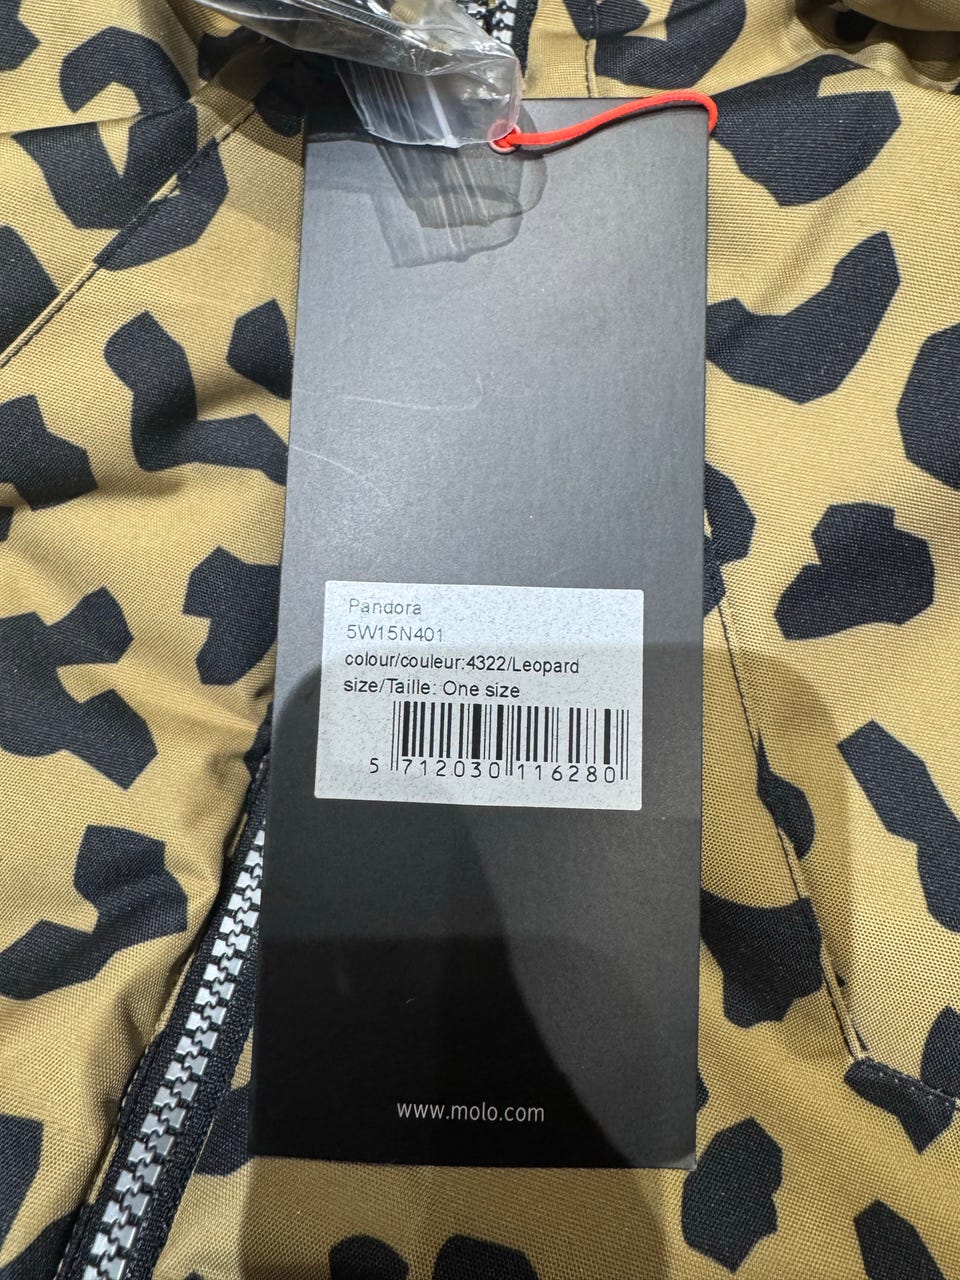 Pandora
5W15N401
colour/couleur:4322/Leopard
size/Taille: One size
5 712030 116280
www.molo.com